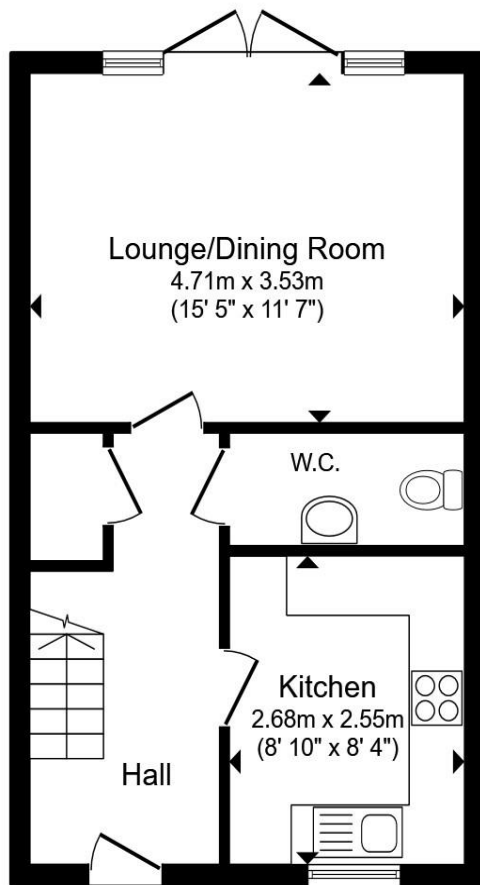 Lounge/Dining Room
4.71m x 3.53m
(15' 5" x 11' 7")
W.C.
Kitchen
2.68m x 2.55m
(8' 10" x 8' 4")
Hall